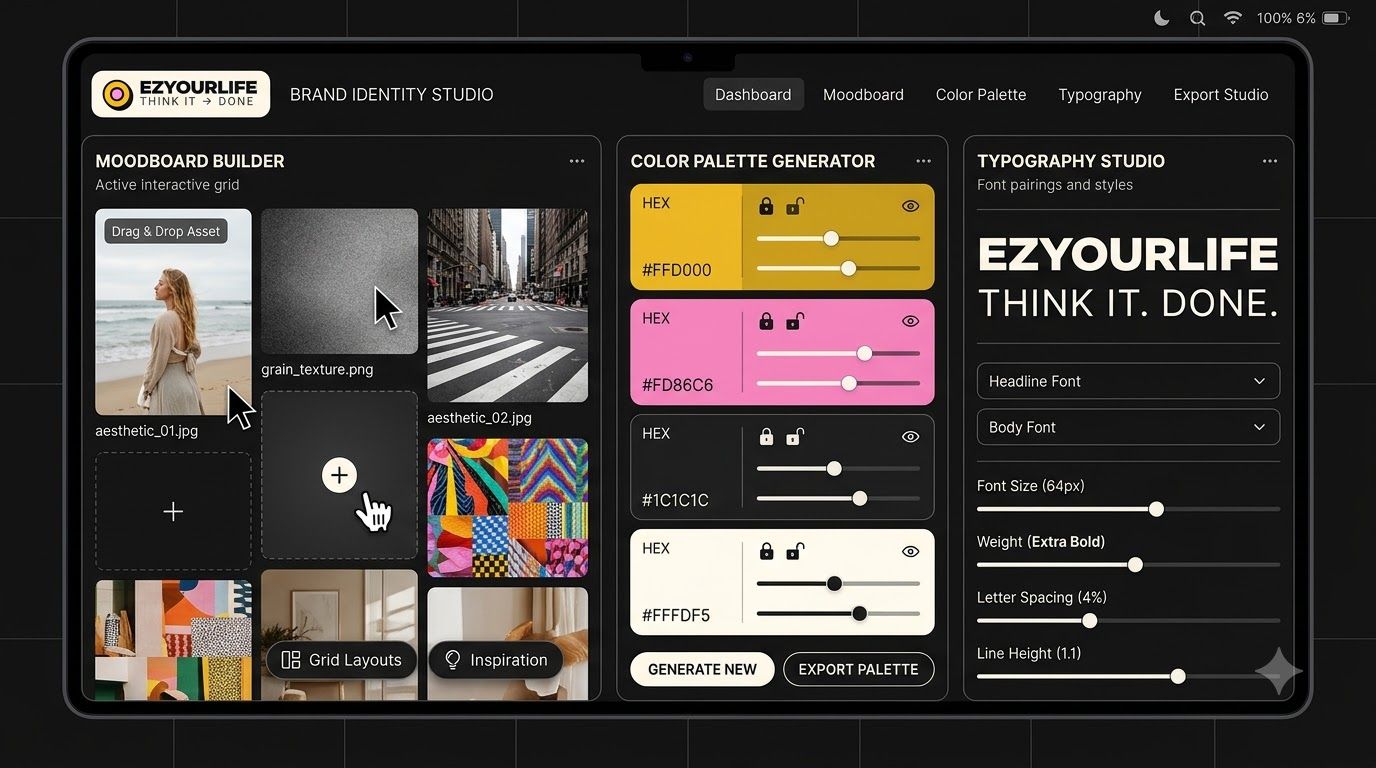 100% 6%
EZYOURLIFE
THINK IT → DONE
BRAND IDENTITY STUDIO
Dashboard
Moodboard
Color Palette
Typography
Export Studio
MOODBOARD BUILDER
Active interactive grid
Drag & Drop Asset
aesthetic_01.jpg
grain_texture.png
aesthetic_02.jpg
Grid Layouts
Inspiration
COLOR PALETTE GENERATOR
HEX
#FFD000
HEX
#FD86C6
HEX
#1C1C1C
HEX
#FFFDF5
GENERATE NEW
EXPORT PALETTE
TYPOGRAPHY STUDIO
Font pairings and styles
EZYOURLIFE
THINK IT. DONE.
Headline Font
Body Font
Font Size (64px)
Weight (Extra Bold)
Letter Spacing (4%)
Line Height (1.1)